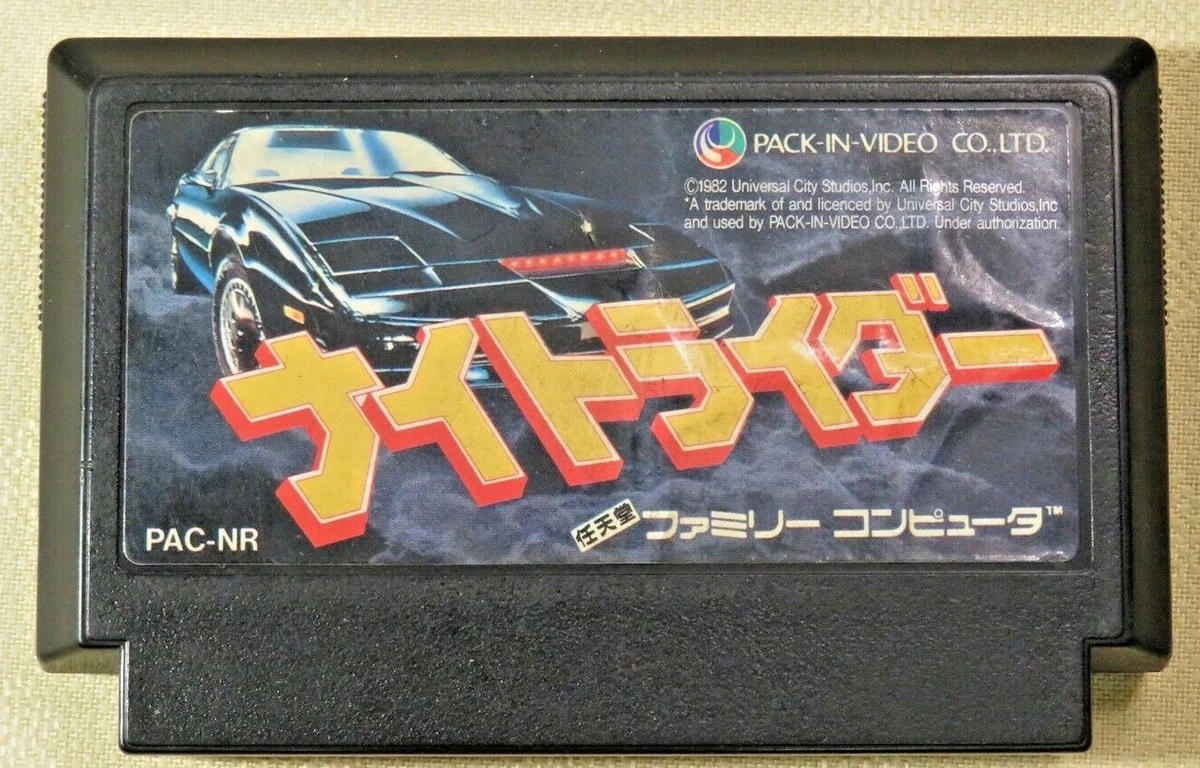 PACK-IN-VIDEO CO.,LTD.
©1982 Universal City Studios,Inc. All Rights Reserved.
*A trademark of and licenced by Universal City Studios,Inc
and used by PACK-IN-VIDEO CO.,LTD. Under authorization.
ナイトライダー
任天堂 ファミリー コンピュータ™
PAC-NR